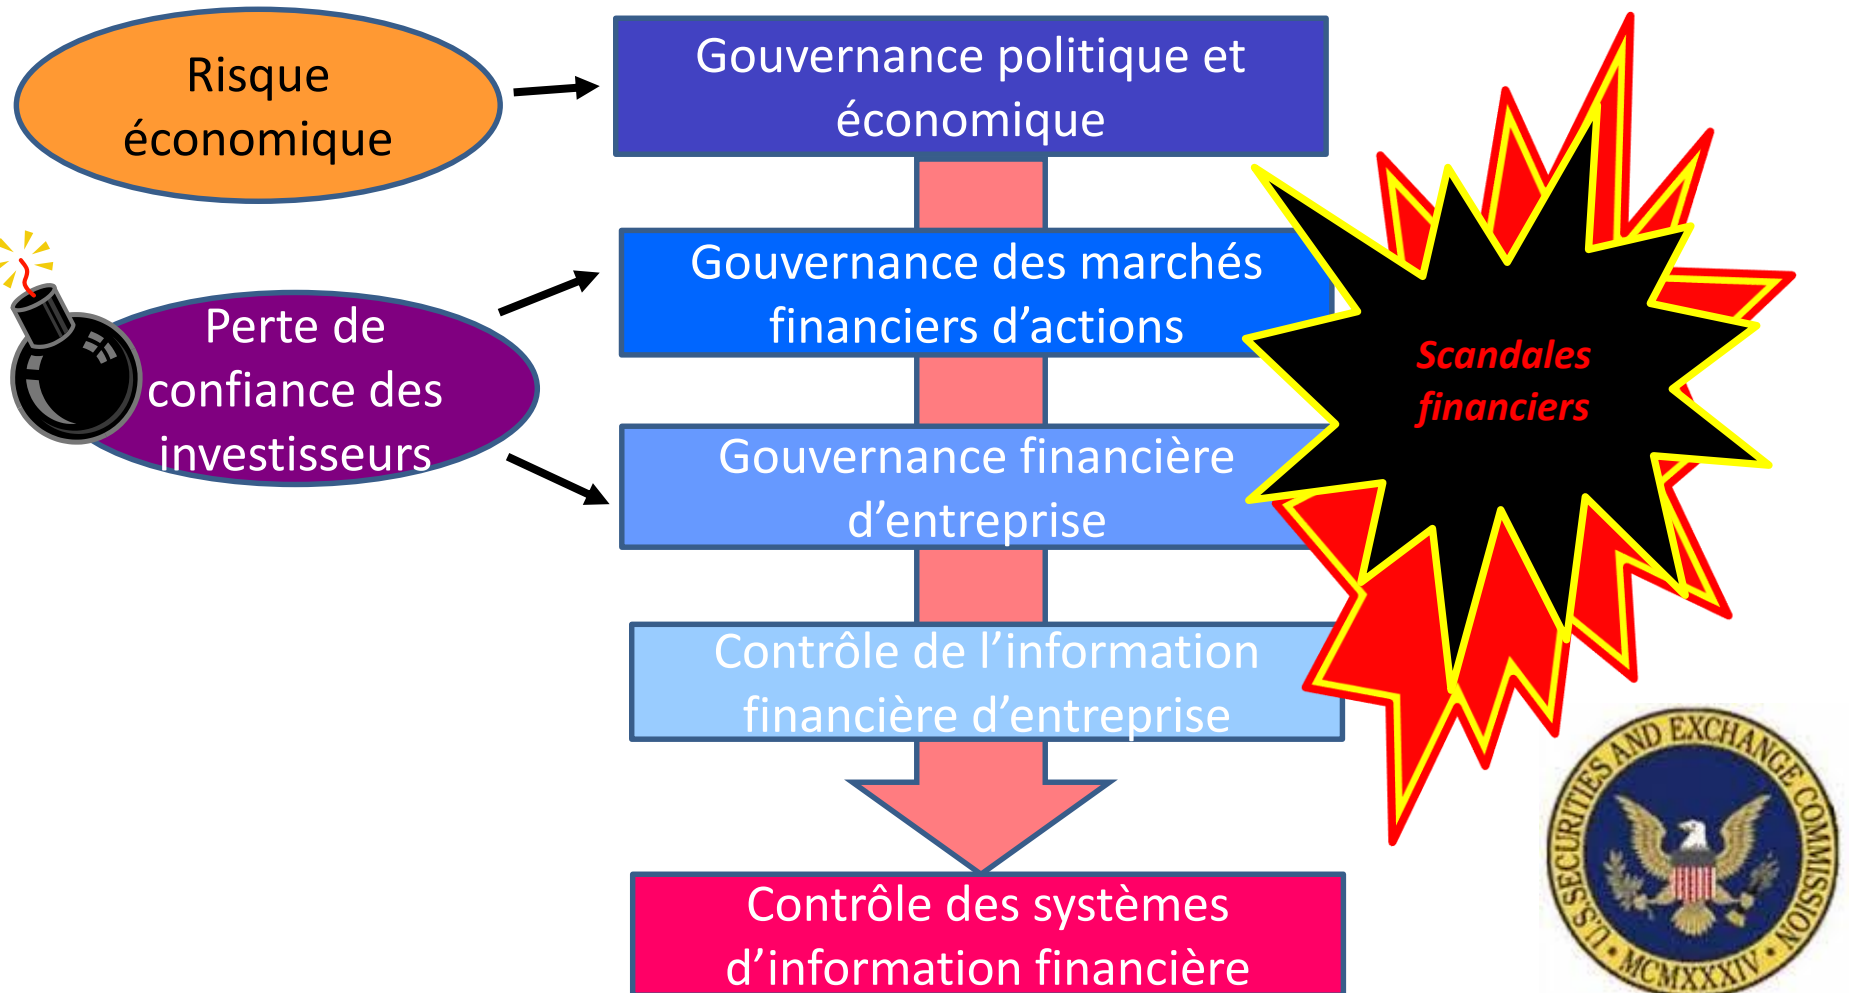 Risque
économique
Gouvernance politique et
économique
Gouvernance des marchés
financiers d’actions
Perte de
confiance des
investisseurs
Scandales
financiers
Gouvernance financière
d’entreprise
Contrôle de l’information
financière d’entreprise
Contrôle des systèmes
d’information financière
U.S. SECURITIES AND EXCHANGE COMMISSION
MCMXXXIV